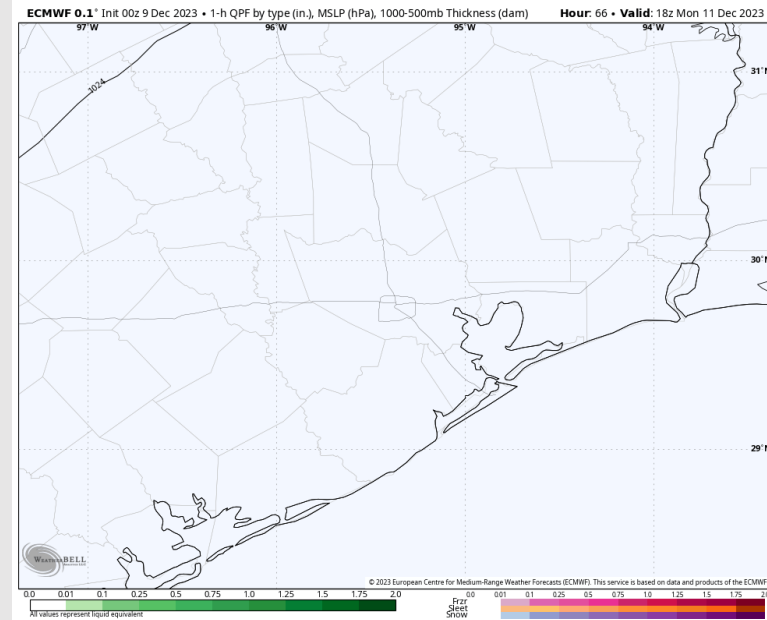 ECMWF 0.1° Init 00z 9 Dec 2023 • 1-h QPF by type (in.), MSLP (hPa), 1000-500mb Thickness (dam) Hour: 66 • Valid: 18z Mon 11 Dec 2023
97°W 96°W 95°W 94°W
31°N
1024
30°N
29°N
WEATHERBELL
© 2023 European Centre for Medium-Range Weather Forecasts (ECMWF). This service is based on data and products of the ECMWF
0.0 0.01 0.1 0.25 0.5 0.75 1.0 1.25 1.5 1.75 2.0
0.0 0.01 0.1 0.25 0.5 0.75 1.0 1.25 1.5 1.75 2.0
All values represent liquid equivalent
Frzr
Sleet
Snow